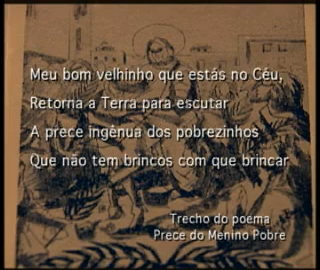 Meu bom velhinho que estás no Céu,
Retorna a Terra para escutar
A prece ingênua dos pobrezinhos
Que não tem brincos com que brincar
Trecho do poema
Prece do Menino Pobre